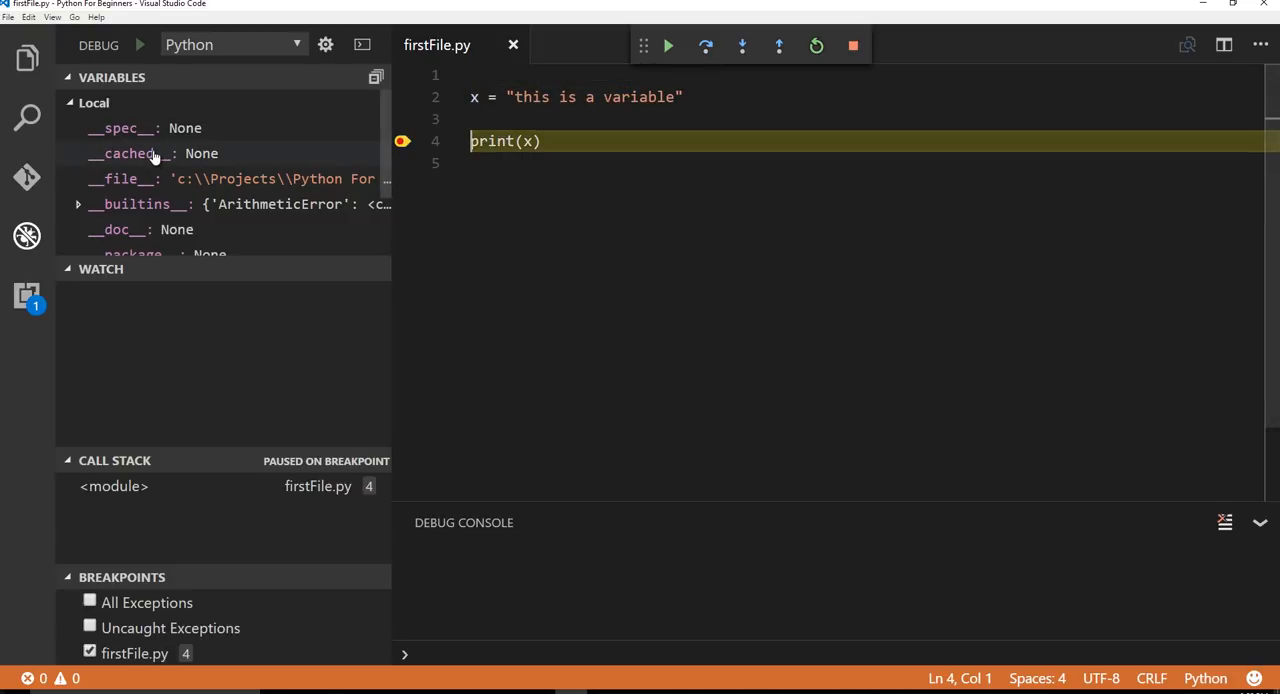 firstFile.py - Python For Beginners - Visual Studio Code
File Edit View Go Help
DEBUG Python
firstFile.py
VARIABLES
Local
__spec__: None
__cached__: None
__file__: 'c:\\Projects\\Python For …
__builtins__: {'ArithmeticError': <c…
__doc__: None
__package__: None
WATCH
CALL STACK PAUSED ON BREAKPOINT
<module> firstFile.py 4
BREAKPOINTS
All Exceptions
Uncaught Exceptions
firstFile.py 4
1
1
2 x = "this is a variable"
3
4 print(x)
5
DEBUG CONSOLE
0 0 Ln 4, Col 1 Spaces: 4 UTF-8 CRLF Python